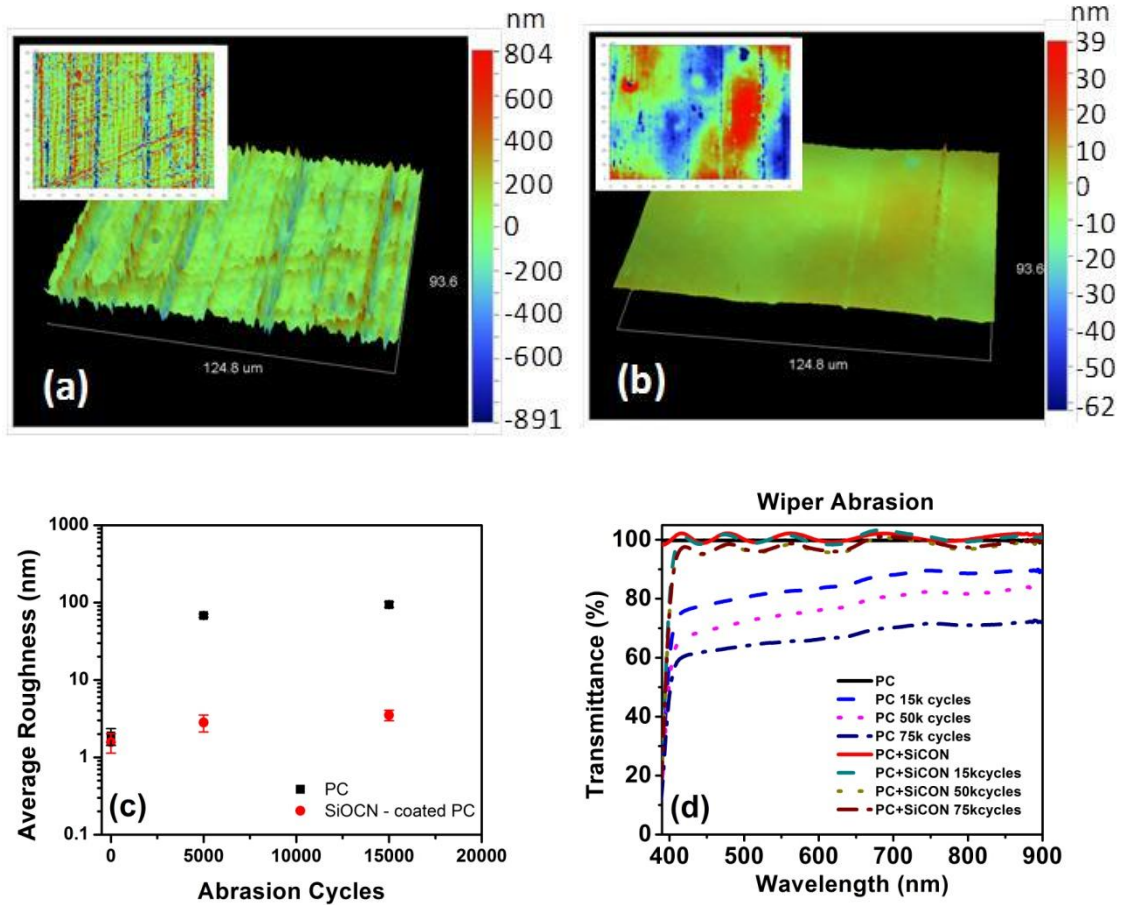 nm
804
600
400
200
0
-200
-400
-600
-891
93.6
124.8 um
(a)
nm
39
30
20
10
0
-10
-20
-30
-40
-50
-62
93.6
124.8 um
(b)
1000
100
10
1
0.1
Average Roughness (nm)
0 5000 10000 15000 20000
Abrasion Cycles
PC
SiOCN - coated PC
(c)
Wiper Abrasion
100
80
60
40
20
0
Transmittance (%)
400 500 600 700 800 900
Wavelength (nm)
PC
PC 15k cycles
PC 50k cycles
PC 75k cycles
PC+SiCON
PC+SiCON 15kcycles
PC+SiCON 50kcycles
PC+SiCON 75kcycles
(d)